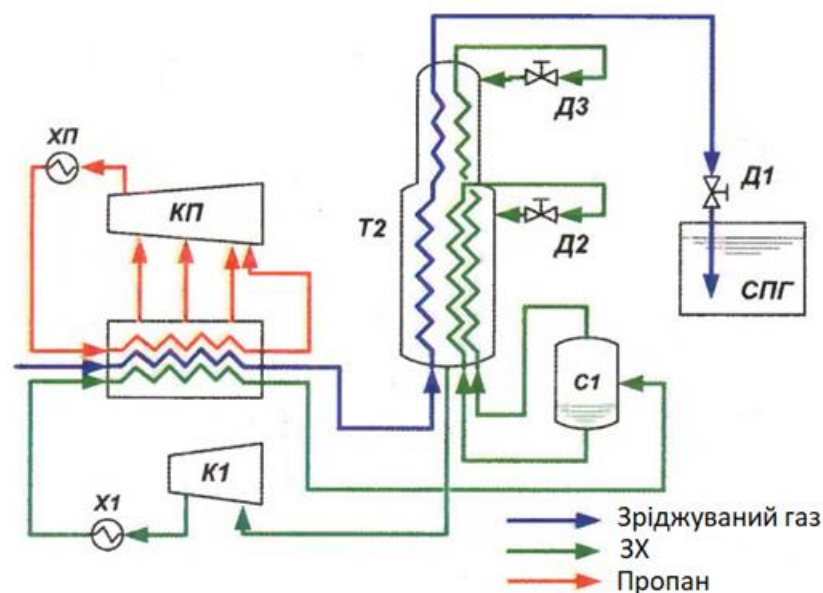 ХП
КП
Д3
Т2
Д2
Д1
СПГ
С1
К1
Х1
Зріджуваний газ
ЗХ
Пропан